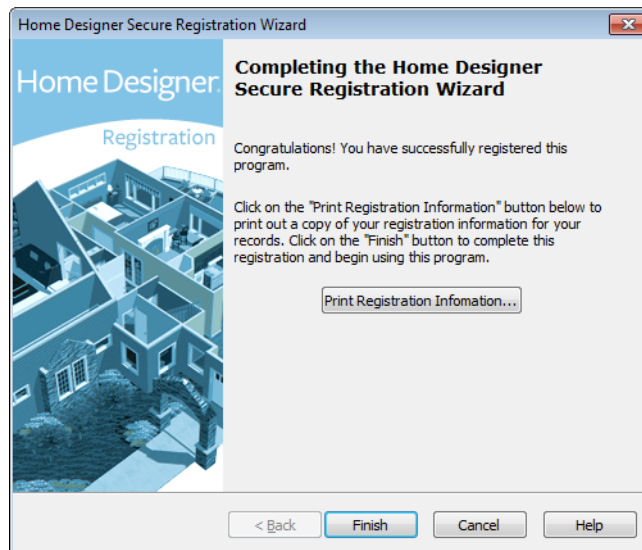 Home Designer Secure Registration Wizard
Home Designer.
Registration
Completing the Home Designer
Secure Registration Wizard
Congratulations! You have successfully registered this
program.
Click on the "Print Registration Information" button below to
print out a copy of your registration information for your
records. Click on the "Finish" button to complete this
registration and begin using this program.
Print Registration Infomation...
< Back
Finish
Cancel
Help